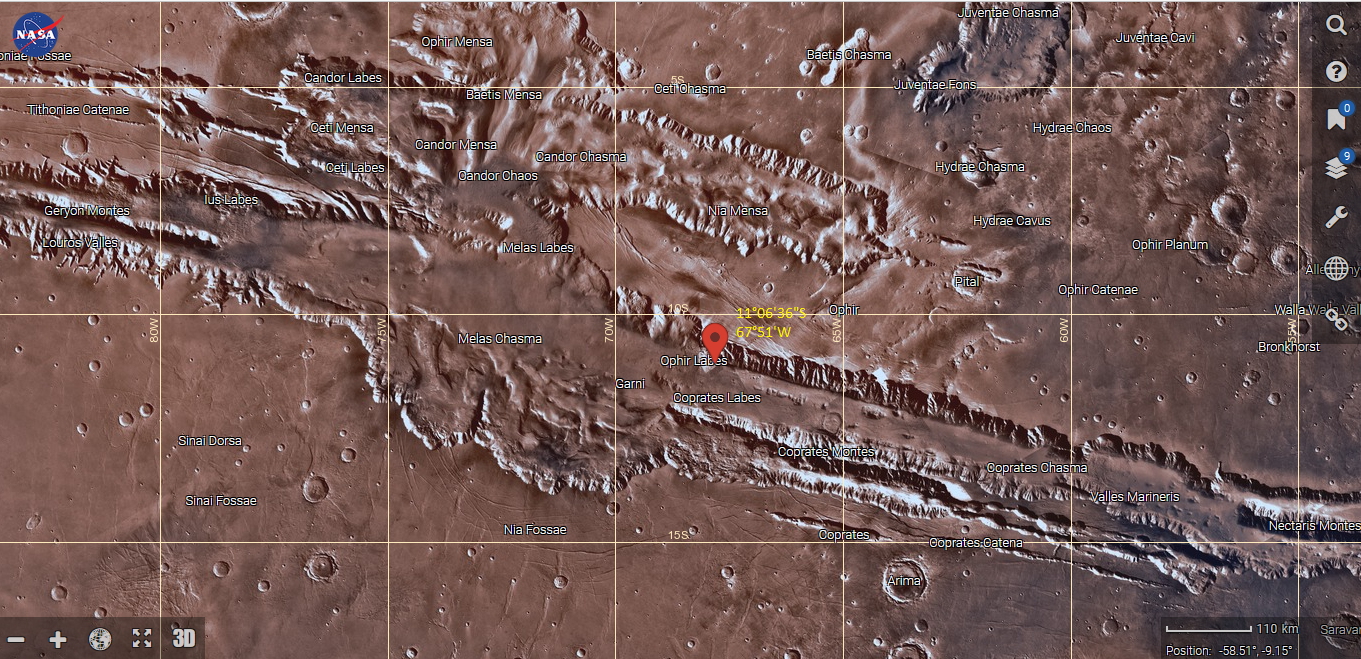 NASA
Juventae Chasma
Ophir Mensa
Juventae Cavi
Baetis Chasma
Candor Labes
5S
Ceti Chasma
Juventae Fons
Baetis Mensa
Tithoniae Catenae
Ceti Mensa
Hydrae Chaos
Candor Mensa
Candor Chasma
Ceti Labes
Hydrae Chasma
Candor Chaos
Ius Labes
Geryon Montes
Nia Mensa
Hydrae Cavus
Louros Valles
Melas Labes
Ophir Planum
Pital
Ophir Catenae
10S
11°06'36"S
67°51'W
Ophir
80W
75W
70W
65W
60W
55W
Melas Chasma
Bronkhorst
Ophir Labes
Garni
Coprates Labes
Sinai Dorsa
Coprates Montes
Coprates Chasma
Sinai Fossae
Valles Marineris
Nia Fossae
Nectaris Montes
15S
Coprates
Coprates Catena
Arima
0
9
3D
110 km
Position: -58.51°, -9.15°